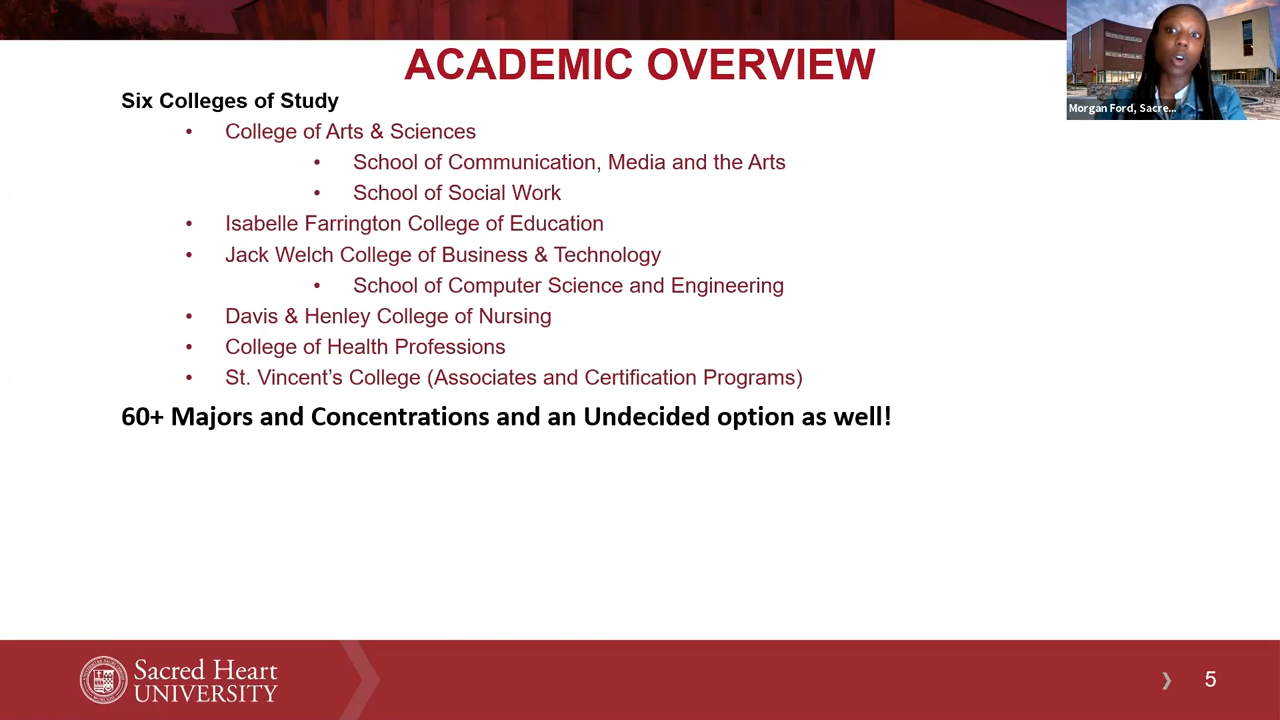 ACADEMIC OVERVIEW
Morgan Ford, Sacre...
Six Colleges of Study
• College of Arts & Sciences
• School of Communication, Media and the Arts
• School of Social Work
• Isabelle Farrington College of Education
• Jack Welch College of Business & Technology
• School of Computer Science and Engineering
• Davis & Henley College of Nursing
• College of Health Professions
• St. Vincent’s College (Associates and Certification Programs)
60+ Majors and Concentrations and an Undecided option as well!
Sacred Heart
UNIVERSITY
5